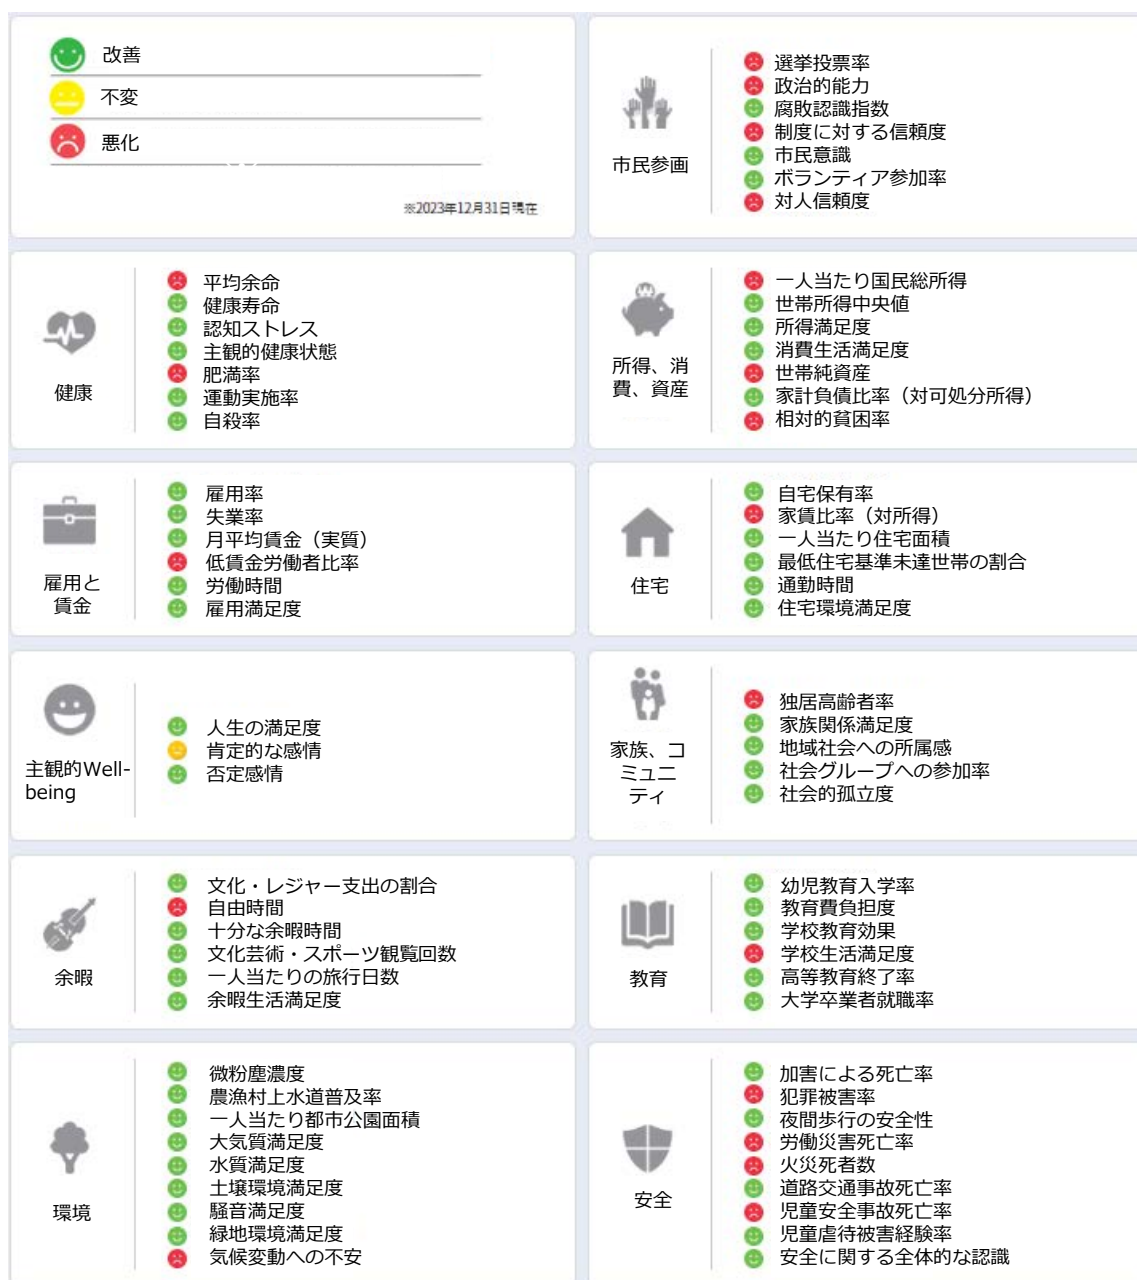 改善
不変
悪化
※2023年12月31日現在
市民参画
選挙投票率
政治的能力
腐敗認識指数
制度に対する信頼度
市民意識
ボランティア参加率
対人信頼度
健康
平均余命
健康寿命
認知ストレス
主観的健康状態
肥満率
運動実施率
自殺率
所得、消
費、資産
一人当たり国民総所得
世帯所得中央値
所得満足度
消費生活満足度
世帯純資産
家計負債比率（対可処分所得）
相対的貧困率
雇用と
賃金
雇用率
失業率
月平均賃金（実質）
低賃金労働者比率
労働時間
雇用満足度
住宅
自宅保有率
家賃比率（対所得）
一人当たり住宅面積
最低住宅基準未達世帯の割合
通勤時間
住宅環境満足度
主観的Well-
being
人生の満足度
肯定的な感情
否定感情
家族、コ
ミュニ
ティ
独居高齢者率
家族関係満足度
地域社会への所属感
社会グループへの参加率
社会的孤立度
余暇
文化・レジャー支出の割合
自由時間
十分な余暇時間
文化芸術・スポーツ観覧回数
一人当たりの旅行日数
余暇生活満足度
教育
幼児教育入学率
教育費負担度
学校教育効果
学校生活満足度
高等教育終了率
大学卒業者就職率
環境
微粉塵濃度
農漁村上水道普及率
一人当たり都市公園面積
大気質満足度
水質満足度
土壌環境満足度
騒音満足度
緑地環境満足度
気候変動への不安
安全
加害による死亡率
犯罪被害率
夜間歩行の安全性
労働災害死亡率
火災死者数
道路交通事故死亡率
児童安全事故死亡率
児童虐待被害経験率
安全に関する全体的な認識